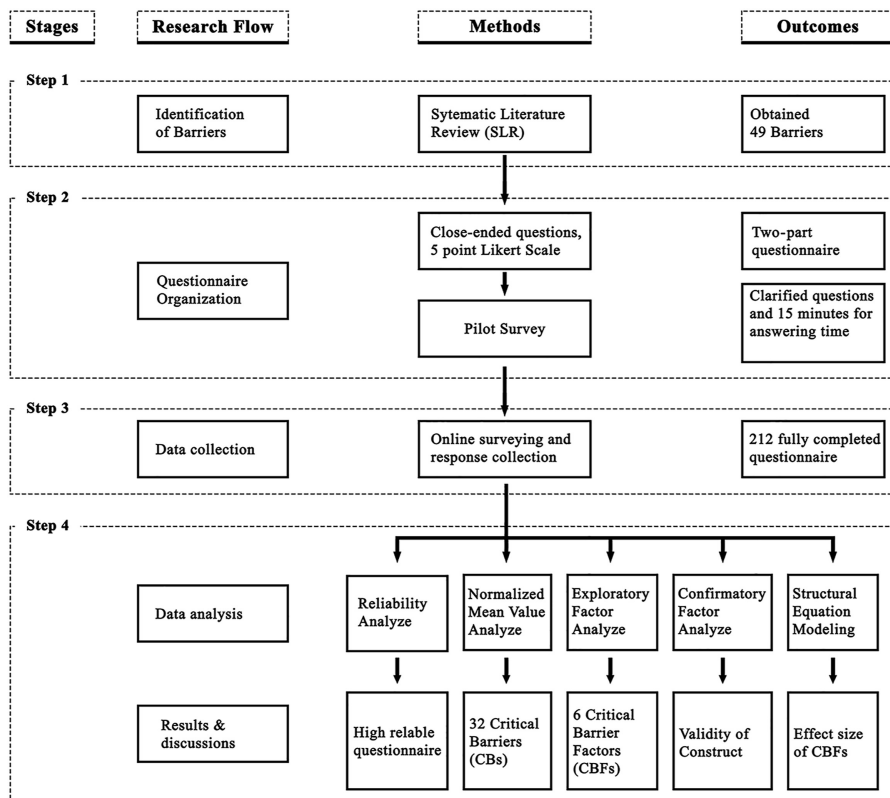 Stages
Research Flow
Methods
Outcomes
Step 1
Identification
of Barriers
Sytematic Literature
Review (SLR)
Obtained
49 Barriers
Step 2
Questionnaire
Organization
Close-ended questions,
5 point Likert Scale
Two-part
questionnaire
Pilot Survey
Clarified questions
and 15 minutes for
answering time
Step 3
Data collection
Online surveying and
response collection
212 fully completed
questionnaire
Step 4
Data analysis
Reliability
Analyze
Normalized
Mean Value
Analyze
Exploratory
Factor
Analyze
Confirmatory
Factor
Analyze
Structural
Equation
Modeling
Results &
discussions
High relable
questionnaire
32 Critical
Barriers
(CBs)
6 Critical
Barrier
Factors
(CBFs)
Validity of
Construct
Effect size
of CBFs